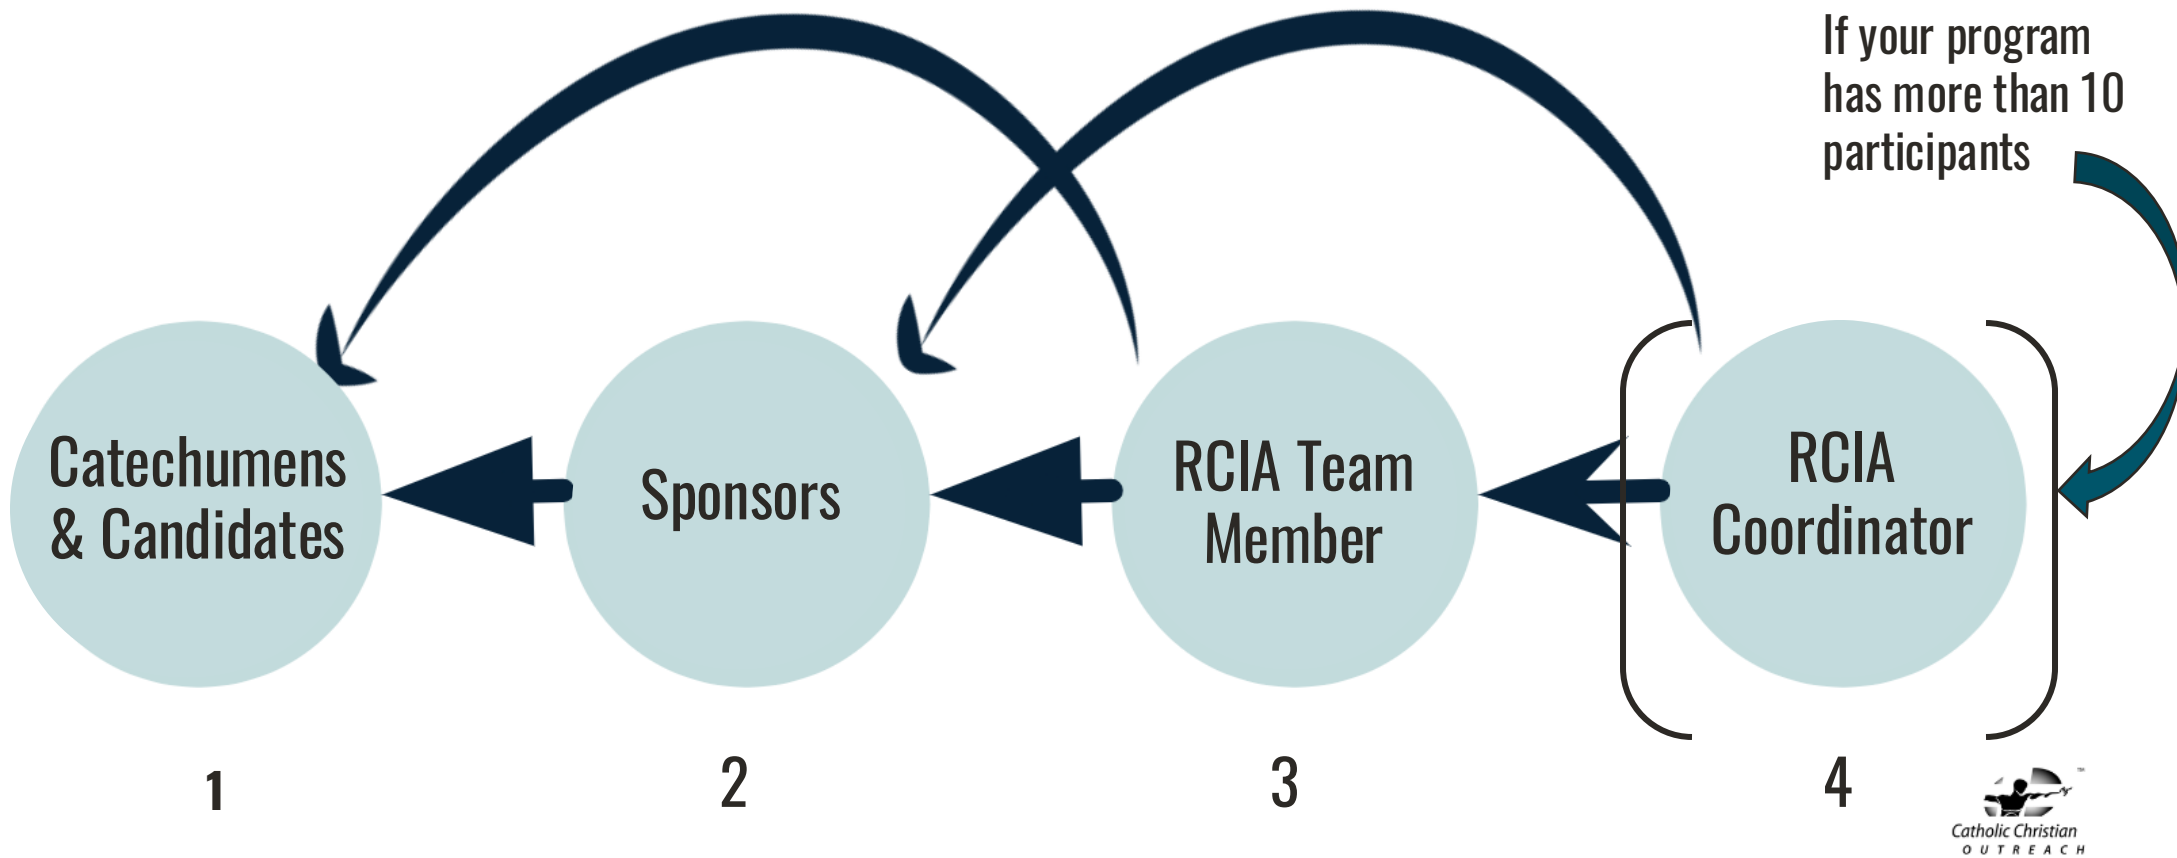 If your program
has more than 10
participants
Catechumens
& Candidates
Sponsors
RCIA Team
Member
RCIA
Coordinator
1
2
3
4
TM
Catholic Christian
OUTREACH